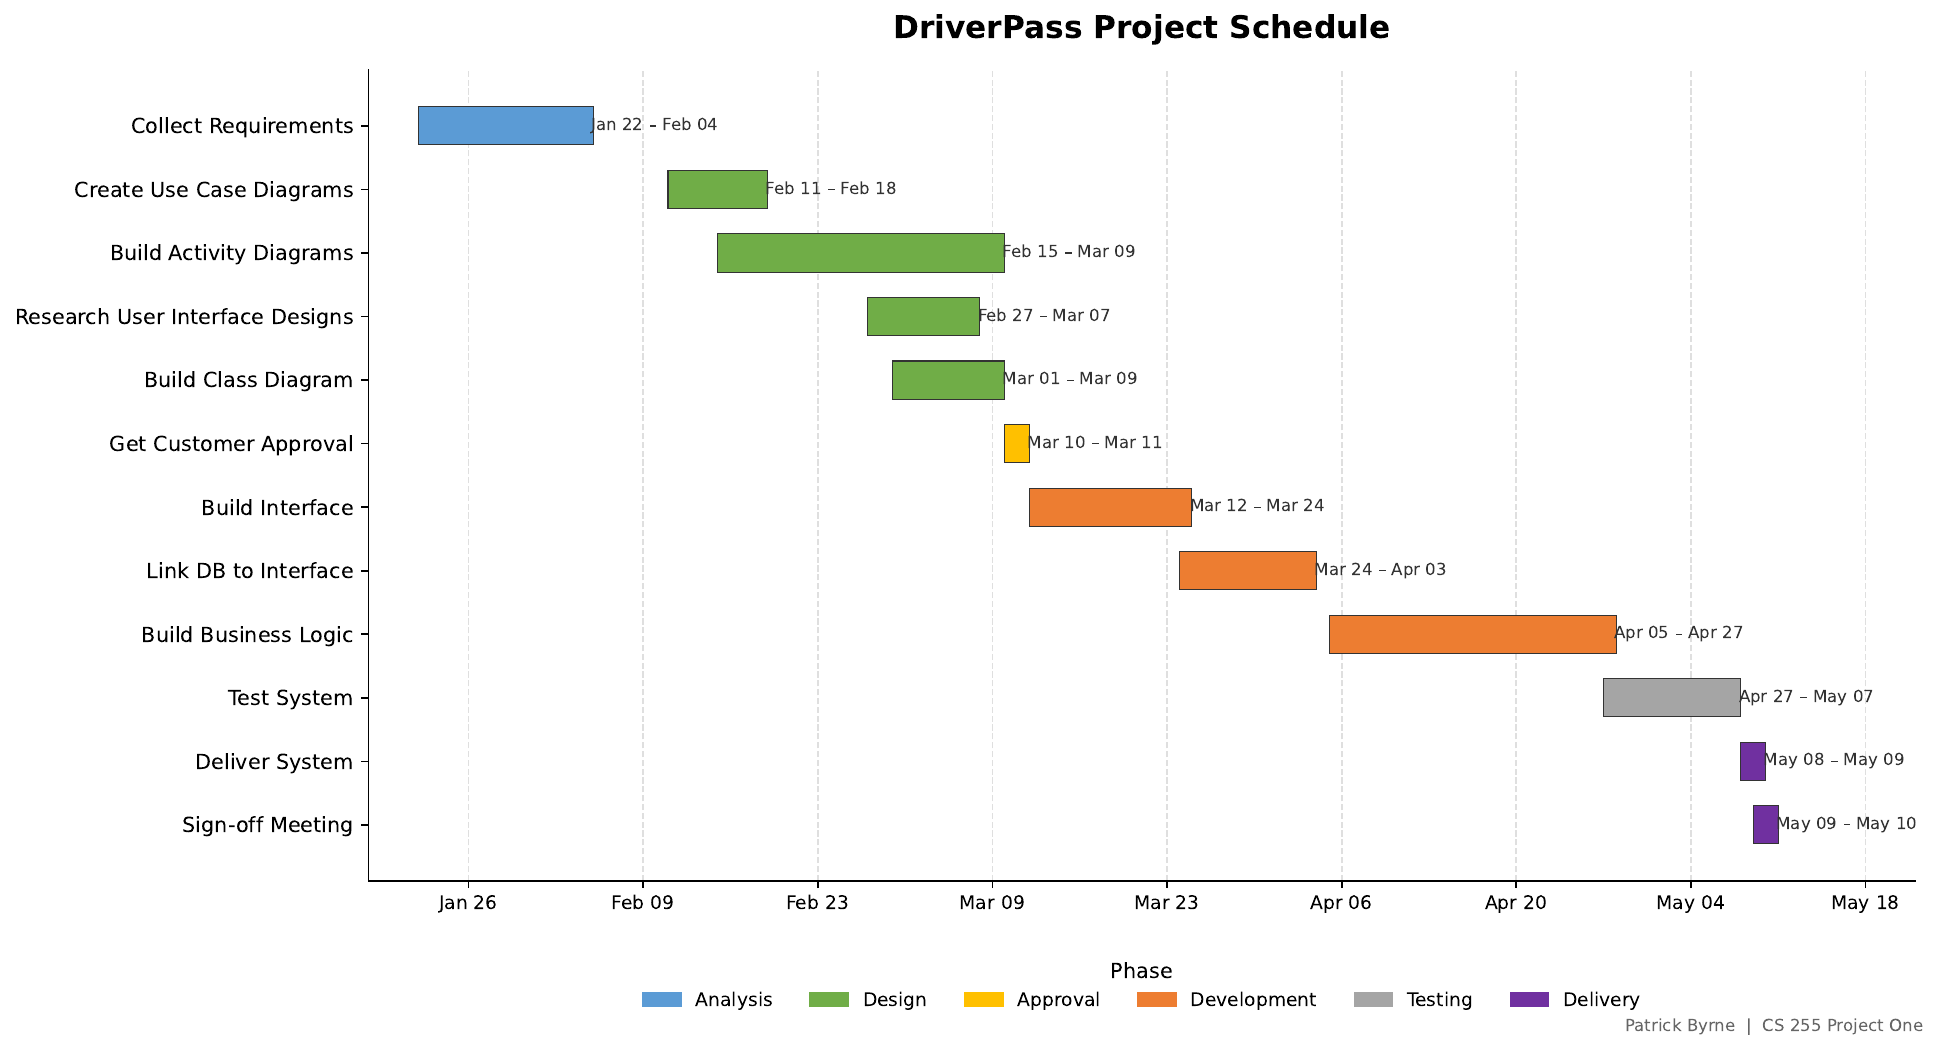 DriverPass Project Schedule
Collect Requirements
Jan 22 – Feb 04
Create Use Case Diagrams
Feb 11 – Feb 18
Build Activity Diagrams
Feb 15 – Mar 09
Research User Interface Designs
Feb 27 – Mar 07
Build Class Diagram
Mar 01 – Mar 09
Get Customer Approval
Mar 10 – Mar 11
Build Interface
Mar 12 – Mar 24
Link DB to Interface
Mar 24 – Apr 03
Build Business Logic
Apr 05 – Apr 27
Test System
Apr 27 – May 07
Deliver System
May 08 – May 09
Sign-off Meeting
May 09 – May 10
Jan 26 Feb 09 Feb 23 Mar 09 Mar 23 Apr 06 Apr 20 May 04 May 18
Phase
Analysis Design Approval Development Testing Delivery
Patrick Byrne | CS 255 Project One